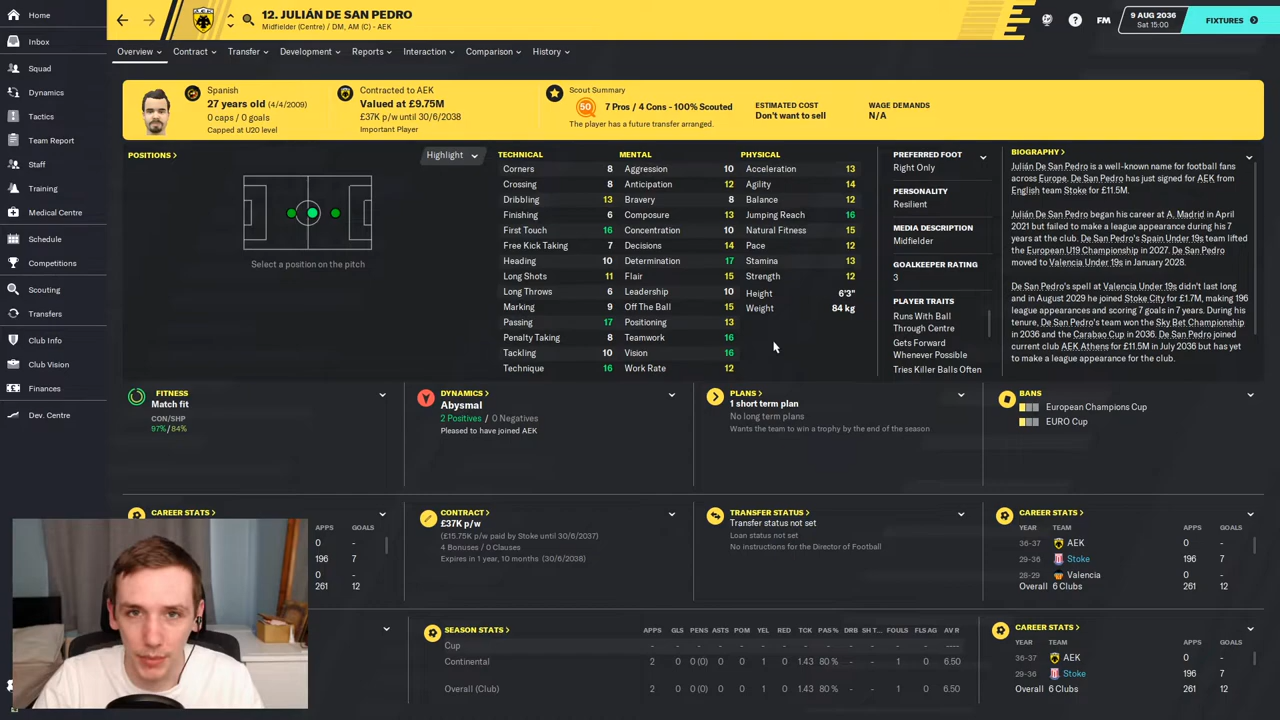 Home
Inbox
Squad
Dynamics
Tactics
Team Report
Staff
Training
Medical Centre
Schedule
Competitions
Scouting
Transfers
Club Info
Club Vision
Finances
Dev. Centre
12. JULIÁN DE SAN PEDRO
Midfielder (Centre) / DM, AM (C) - AEK
FM
9 AUG 2036
Sat 15:00
FIXTURES
Overview
Contract
Transfer
Development
Reports
Interaction
Comparison
History
Spanish
27 years old (4/4/2009)
0 caps / 0 goals
Capped at U20 level
Contracted to AEK
Valued at £9.75M
£37K p/w until 30/6/2038
Important Player
Scout Summary
50
7 Pros / 4 Cons - 100% Scouted
The player has a future transfer arranged.
ESTIMATED COST
Don't want to sell
WAGE DEMANDS
N/A
POSITIONS
Highlight
Select a position on the pitch
TECHNICAL
Corners 8
Crossing 8
Dribbling 13
Finishing 6
First Touch 16
Free Kick Taking 7
Heading 10
Long Shots 11
Long Throws 6
Marking 9
Passing 17
Penalty Taking 8
Tackling 10
Technique 16
MENTAL
Aggression 10
Anticipation 12
Bravery 8
Composure 13
Concentration 10
Decisions 14
Determination 17
Flair 15
Leadership 10
Off The Ball 15
Positioning 13
Teamwork 16
Vision 16
Work Rate 12
PHYSICAL
Acceleration 13
Agility 14
Balance 12
Jumping Reach 16
Natural Fitness 15
Pace 12
Stamina 13
Strength 12
Height 6'3"
Weight 84 kg
PREFERRED FOOT
Right Only
PERSONALITY
Resilient
MEDIA DESCRIPTION
Midfielder
GOALKEEPER RATING
3
PLAYER TRAITS
Runs With Ball
Through Centre
Gets Forward
Whenever Possible
Tries Killer Balls Often
BIOGRAPHY
Julián De San Pedro is a well-known name for football fans
across Europe. De San Pedro has just signed for AEK from
English team Stoke for £11.5M.
Julián De San Pedro began his career at A. Madrid in April
2021 but failed to make a league appearance during his 7
years at the club. De San Pedro's Spain Under 19s team lifted
the European U19 Championship in 2027. De San Pedro
moved to Valencia Under 19s in January 2028.
De San Pedro's spell at Valencia Under 19s didn't last long
and in August 2029 he joined Stoke City for £1.7M, making 196
league appearances and scoring 7 goals in 7 years. During his
tenure, De San Pedro's team won the Sky Bet Championship
in 2036 and the Carabao Cup in 2036. De San Pedro joined
current club AEK Athens for £11.5M in July 2036 but has yet
to make a league appearance for the club.
FITNESS
Match fit
CON/SHP
97% / 84%
DYNAMICS
Abysmal
2 Positives / 0 Negatives
Pleased to have joined AEK
PLANS
1 short term plan
No long term plans
Wants the team to win a trophy by the end of the season
BANS
European Champions Cup
EURO Cup
CAREER STATS
APPS GOALS
0 -
196 7
0 -
261 12
CONTRACT
£37K p/w
(£15.75K p/w paid by Stoke until 30/6/2037)
4 Bonuses / 0 Clauses
Expires in 1 year, 10 months (30/6/2038)
TRANSFER STATUS
Transfer status not set
Loan status not set
No instructions for the Director of Football
CAREER STATS
YEAR TEAM APPS GOALS
36-37 AEK 0 -
29-36 Stoke 196 7
28-29 Valencia 0 -
Overall 6 Clubs 261 12
SEASON STATS
APPS GLS PENS ASTS POM YEL RED TCK PAS% DRB SH T... FOULS FLS AG AV R
Cup - - - - - - - - - - - - - ----
Continental 2 0 0 (0) 0 0 1 0 1.43 80 % - - 1 0 6.50
Overall (Club) 2 0 0 (0) 0 0 1 0 1.43 80 % - - 1 0 6.50
CAREER STATS
YEAR TEAM APPS GOALS
36-37 AEK 0 -
29-36 Stoke 196 7
Overall 6 Clubs 261 12